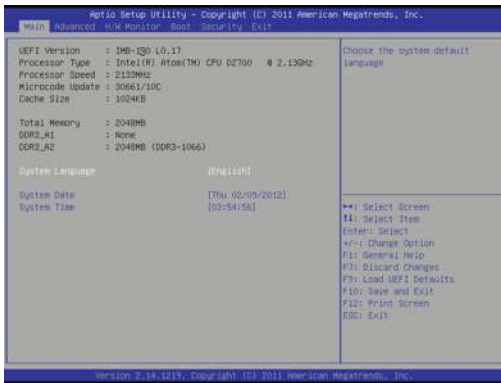 Aptio Setup Utility - Copyright (C) 2011 American Megatrends, Inc.
Main Advanced H/W Monitor Boot Security Exit
UEFI Version : IMB-190 L0.17
Processor Type : Intel(R) Atom(TM) CPU D2700 @ 2.13GHz
Processor Speed : 2133MHz
Microcode Update : 30661/10C
Cache Size : 1024KB
Total Memory : 2048MB
DDR3_A1 : None
DDR3_A2 : 2048MB (DDR3-1066)
System Language [English]
System Date [Thu 02/09/2012]
System Time [03:54:56]
Choose the system default
language
→←: Select Screen
↑↓: Select Item
Enter: Select
+/-: Change Option
F1: General Help
F7: Discard Changes
F9: Load UEFI Defaults
F10: Save and Exit
F12: Print Screen
ESC: Exit
Version 2.14.1219. Copyright (C) 2011 American Megatrends, Inc.